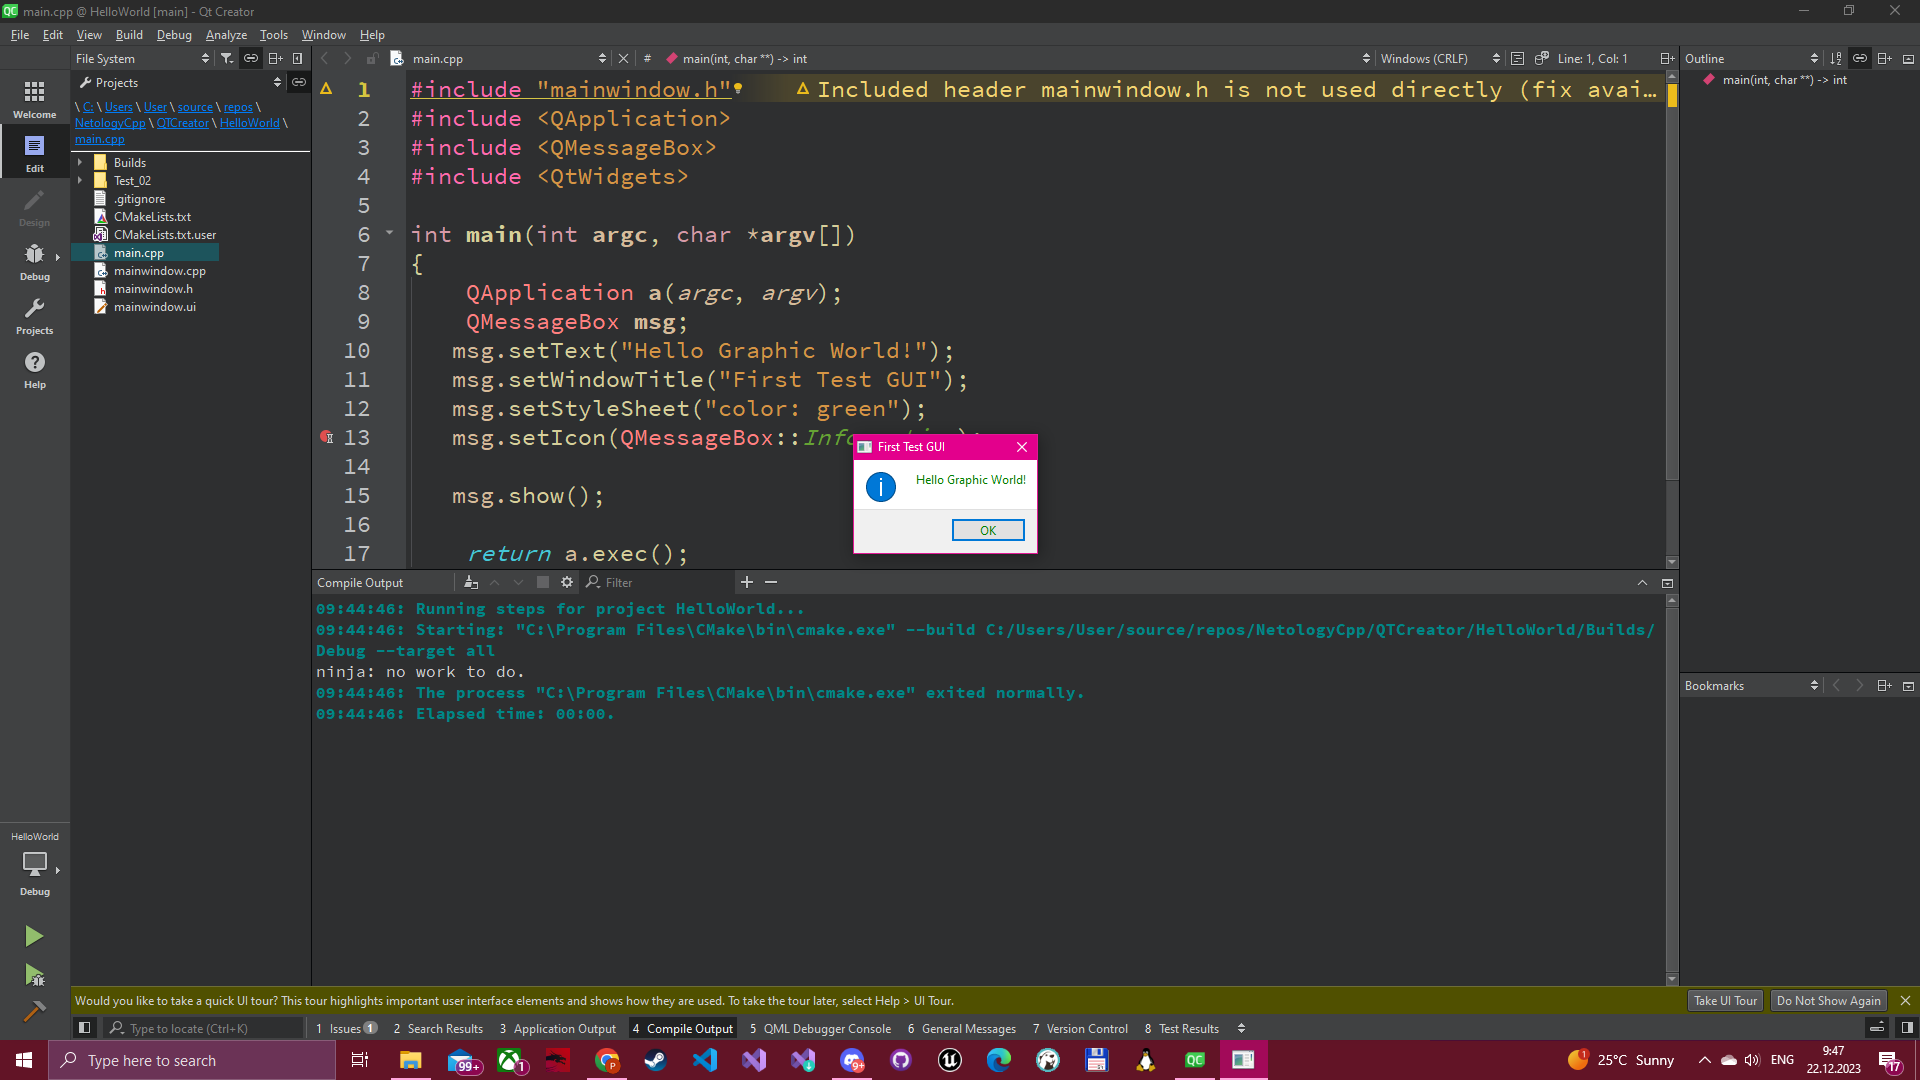 main.cpp @ HelloWorld [main] - Qt Creator
File Edit View Build Debug Analyze Tools Window Help
File System
main.cpp
# main(int, char **) -> int
Windows (CRLF)
Line: 1, Col: 1
Outline
Projects
main(int, char **) -> int
\ C: \ Users \ User \ source \ repos \
NetologyCpp \ QTCreator \ HelloWorld \
main.cpp
Builds
Test_02
.gitignore
CMakeLists.txt
CMakeLists.txt.user
main.cpp
mainwindow.cpp
mainwindow.h
mainwindow.ui
Welcome
Edit
Design
Debug
Projects
Help
1 #include "mainwindow.h" Included header mainwindow.h is not used directly (fix avai…
2 #include <QApplication>
3 #include <QMessageBox>
4 #include <QtWidgets>
5
6 int main(int argc, char *argv[])
7 {
8 QApplication a(argc, argv);
9 QMessageBox msg;
10 msg.setText("Hello Graphic World!");
11 msg.setWindowTitle("First Test GUI");
12 msg.setStyleSheet("color: green");
13 msg.setIcon(QMessageBox::Info
14
15 msg.show();
16
17 return a.exec();
First Test GUI
Hello Graphic World!
OK
Compile Output
Filter
09:44:46: Running steps for project HelloWorld...
09:44:46: Starting: "C:\Program Files\CMake\bin\cmake.exe" --build C:/Users/User/source/repos/NetologyCpp/QTCreator/HelloWorld/Builds/
Debug --target all
ninja: no work to do.
09:44:46: The process "C:\Program Files\CMake\bin\cmake.exe" exited normally.
09:44:46: Elapsed time: 00:00.
Bookmarks
HelloWorld
Debug
Would you like to take a quick UI tour? This tour highlights important user interface elements and shows how they are used. To take the tour later, select Help > UI Tour.
Take UI Tour
Do Not Show Again
Type to locate (Ctrl+K)
1 Issues 1
2 Search Results
3 Application Output
4 Compile Output
5 QML Debugger Console
6 General Messages
7 Version Control
8 Test Results
Type here to search
99+
1
P
9+
QC
25°C Sunny
ENG
9:47
22.12.2023
17